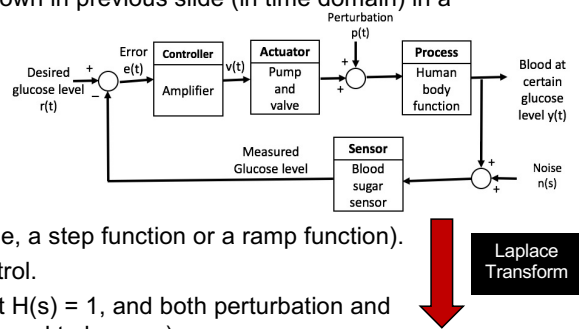 own in previous slide (in time domain) in a
Perturbation
p(t)
Error
e(t)
Controller
Amplifier
v(t)
Actuator
Pump
and
valve
Process
Human
body
function
Desired
glucose level
r(t)
+
−
+
+
Blood at
certain
glucose
level y(t)
Measured
Glucose level
Sensor
Blood
sugar
sensor
+
+
Noise
n(s)
e, a step function or a ramp function).
trol.
t H(s) = 1, and both perturbation and
Laplace
Transform